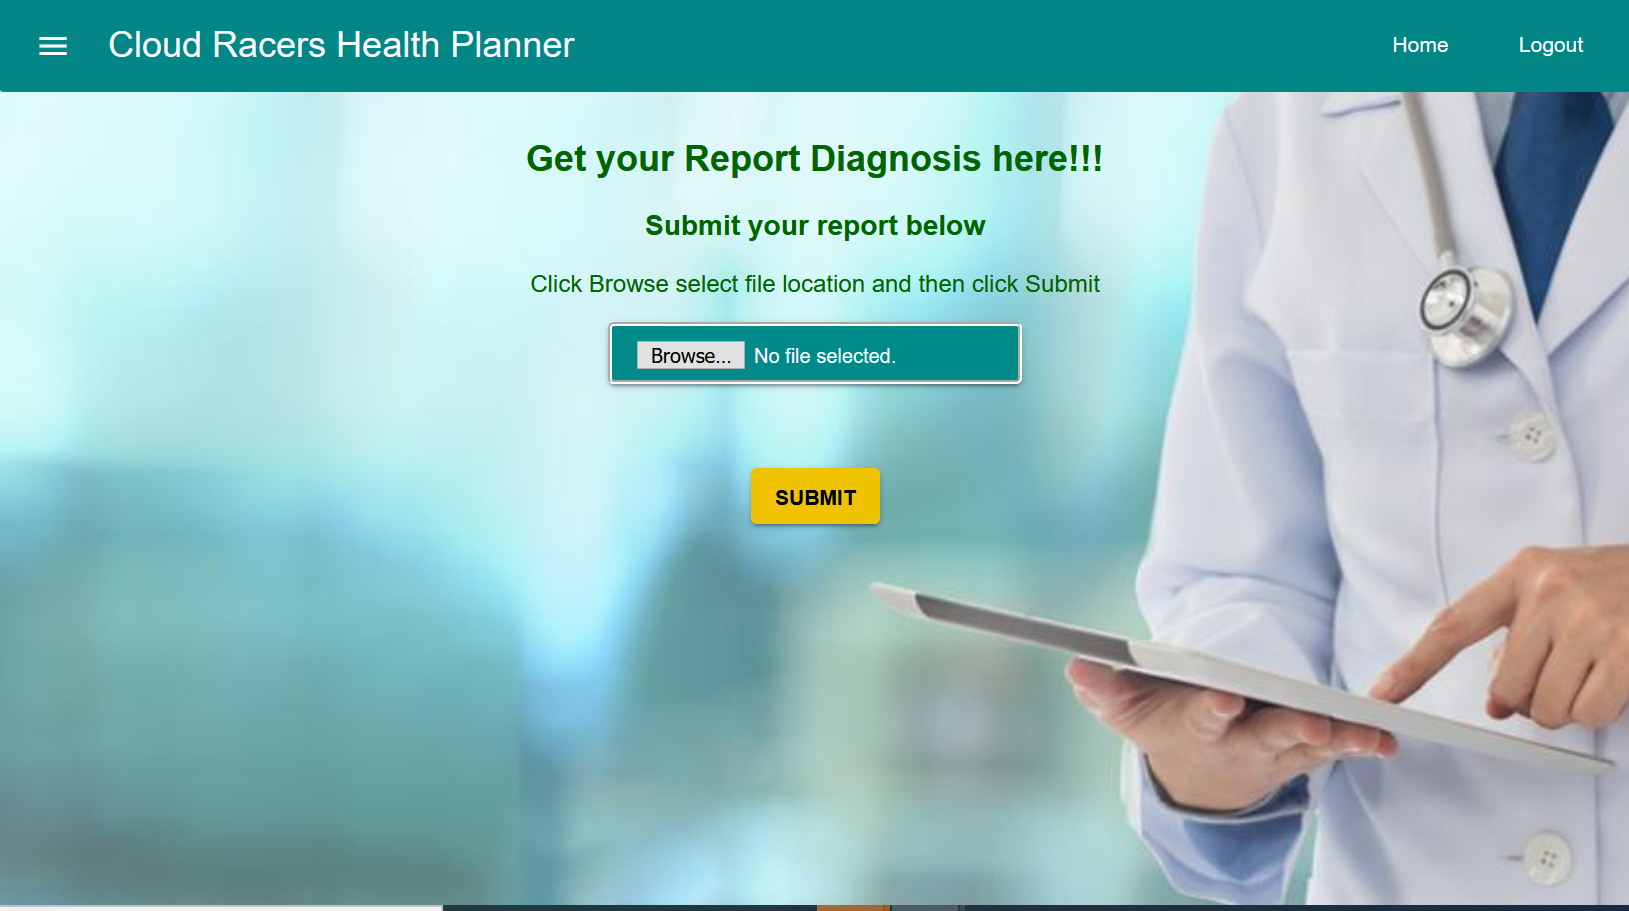 Cloud Racers Health Planner
Home
Logout
Get your Report Diagnosis here!!!
Submit your report below
Click Browse select file location and then click Submit
Browse... No file selected.
SUBMIT